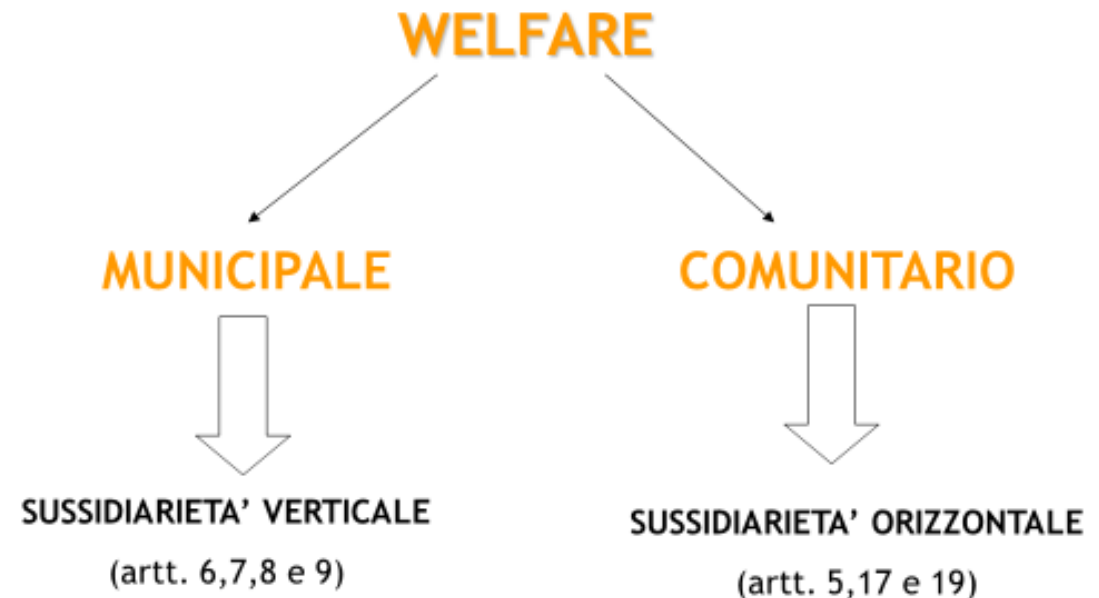 WELFARE
MUNICIPALE
COMUNITARIO
SUSSIDIARIETA’ VERTICALE
(artt. 6,7,8 e 9)
SUSSIDIARIETA’ ORIZZONTALE
(artt. 5,17 e 19)